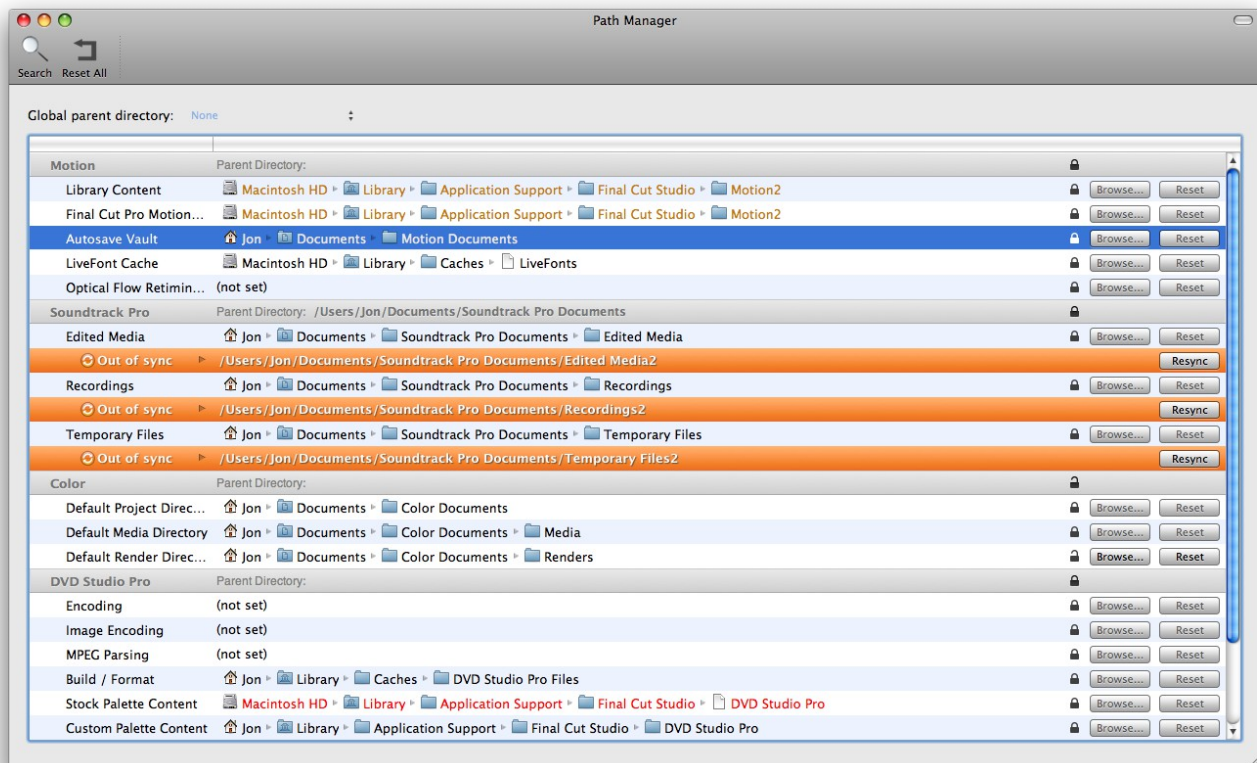 Path Manager
Search Reset All
Global parent directory: None
Motion Parent Directory:
Library Content Macintosh HD Library Application Support Final Cut Studio Motion2 Browse... Reset
Final Cut Pro Motion... Macintosh HD Library Application Support Final Cut Studio Motion2 Browse... Reset
Autosave Vault Jon Documents Motion Documents Browse... Reset
LiveFont Cache Macintosh HD Library Caches LiveFonts Browse... Reset
Optical Flow Retimin... (not set) Browse... Reset
Soundtrack Pro Parent Directory: /Users/Jon/Documents/Soundtrack Pro Documents
Edited Media Jon Documents Soundtrack Pro Documents Edited Media Browse... Reset
Out of sync /Users/Jon/Documents/Soundtrack Pro Documents/Edited Media2 Resync
Recordings Jon Documents Soundtrack Pro Documents Recordings Browse... Reset
Out of sync /Users/Jon/Documents/Soundtrack Pro Documents/Recordings2 Resync
Temporary Files Jon Documents Soundtrack Pro Documents Temporary Files Browse... Reset
Out of sync /Users/Jon/Documents/Soundtrack Pro Documents/Temporary Files2 Resync
Color Parent Directory:
Default Project Direc... Jon Documents Color Documents Browse... Reset
Default Media Directory Jon Documents Color Documents Media Browse... Reset
Default Render Direc... Jon Documents Color Documents Renders Browse... Reset
DVD Studio Pro Parent Directory:
Encoding (not set) Browse... Reset
Image Encoding (not set) Browse... Reset
MPEG Parsing (not set) Browse... Reset
Build / Format Jon Library Caches DVD Studio Pro Files Browse... Reset
Stock Palette Content Macintosh HD Library Application Support Final Cut Studio DVD Studio Pro Browse... Reset
Custom Palette Content Jon Library Application Support Final Cut Studio DVD Studio Pro Browse... Reset